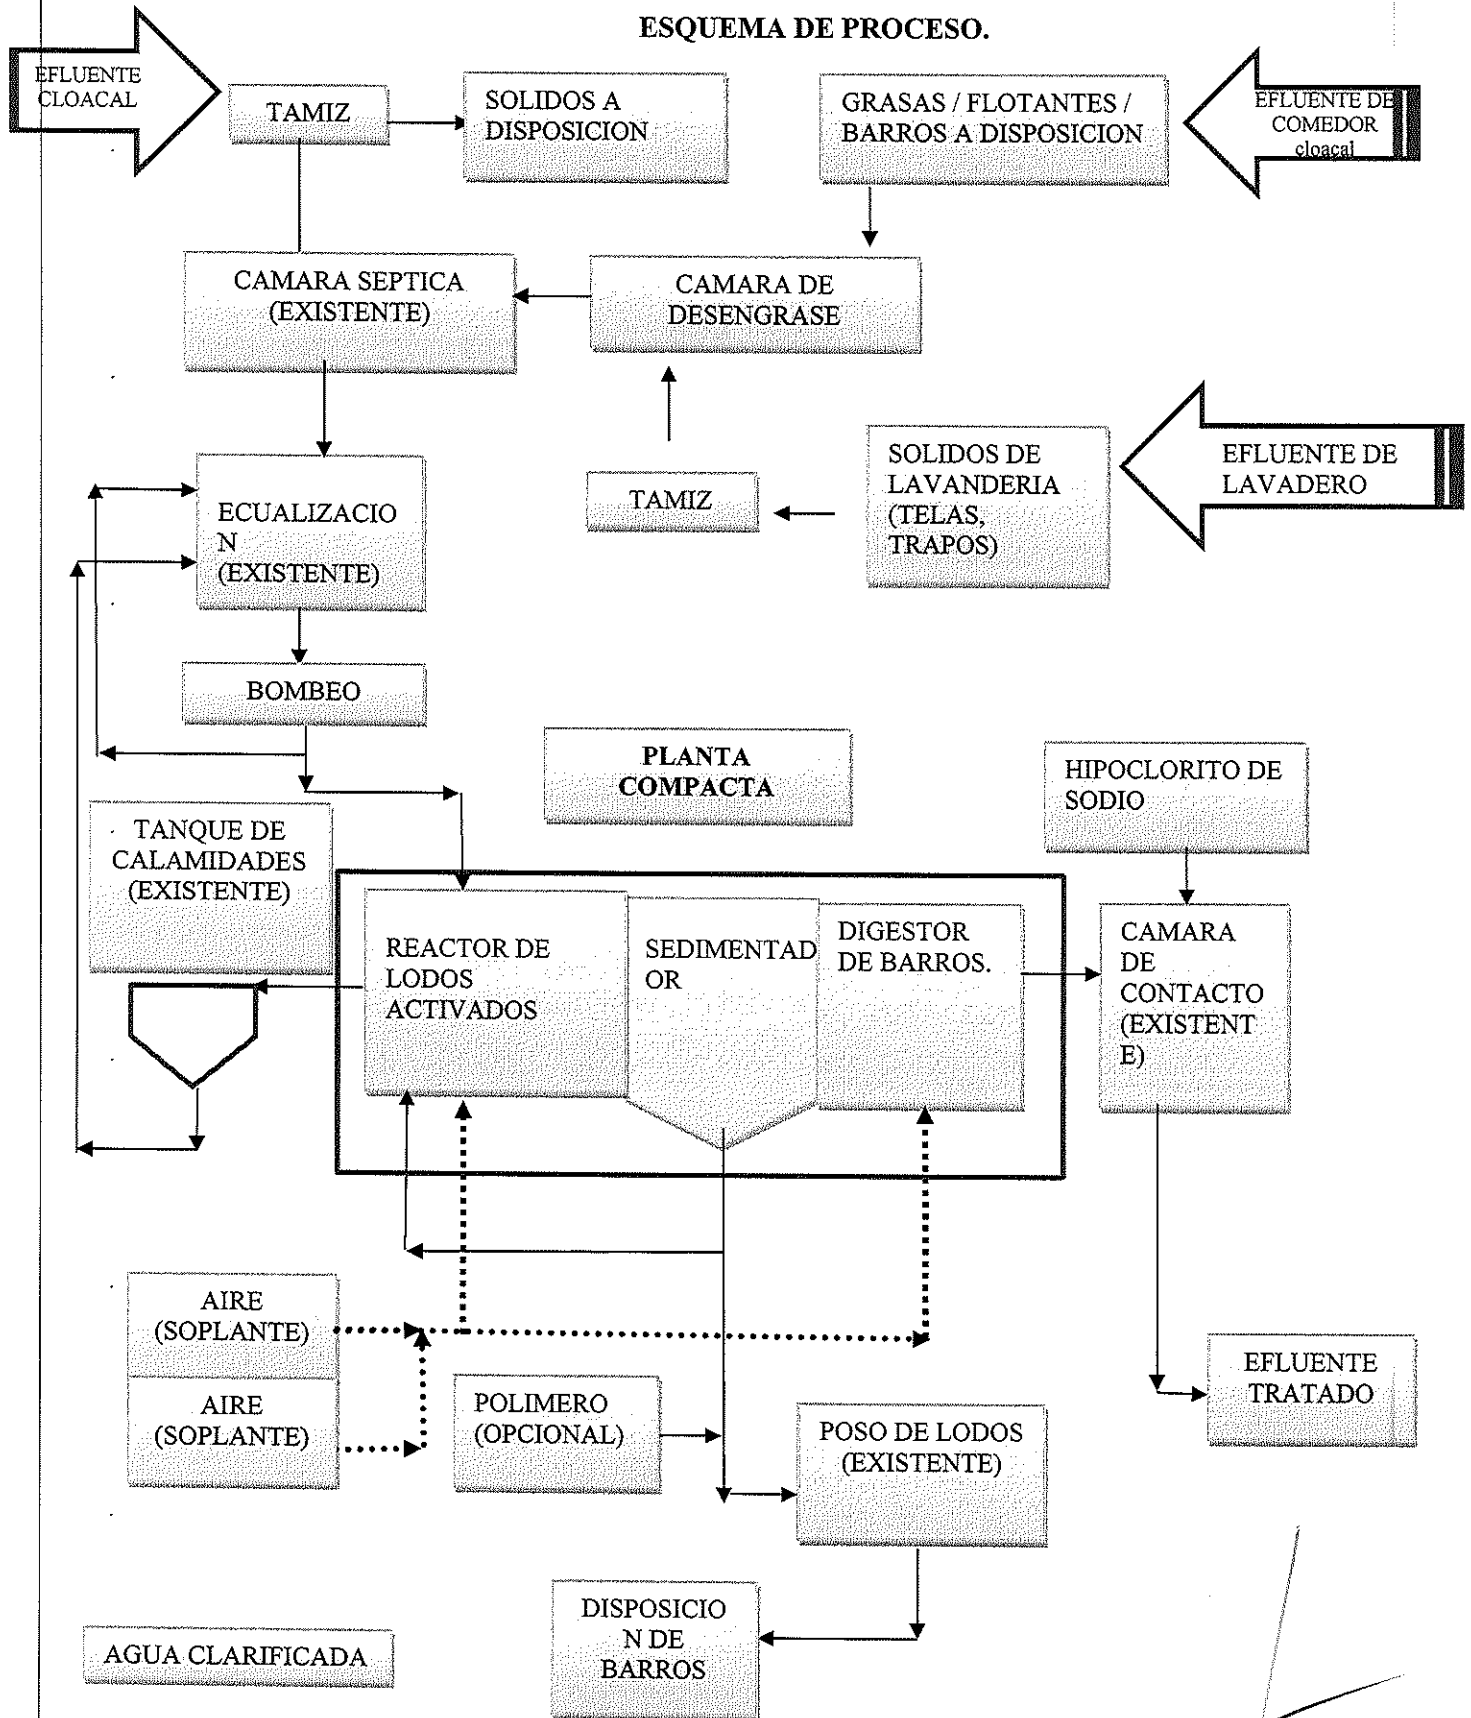 ESQUEMA DE PROCESO.
EFLUENTE
CLOACAL
TAMIZ
SOLIDOS A
DISPOSICION
GRASAS / FLOTANTES /
BARROS A DISPOSICION
EFLUENTE DE
COMEDOR
cloacal
CAMARA SEPTICA
(EXISTENTE)
CAMARA DE
DESENGRASE
ECUALIZACIO
N
(EXISTENTE)
TAMIZ
SOLIDOS DE
LAVANDERIA
(TELAS,
TRAPOS)
EFLUENTE DE
LAVADERO
BOMBEO
PLANTA
COMPACTA
HIPOCLORITO DE
SODIO
TANQUE DE
CALAMIDADES
(EXISTENTE)
REACTOR DE
LODOS
ACTIVADOS
SEDIMENTAD
OR
DIGESTOR
DE BARROS.
CAMARA
DE
CONTACTO
(EXISTENT
E)
AIRE
(SOPLANTE)
AIRE
(SOPLANTE)
POLIMERO
(OPCIONAL)
POSO DE LODOS
(EXISTENTE)
EFLUENTE
TRATADO
DISPOSICIO
N DE
BARROS
AGUA CLARIFICADA